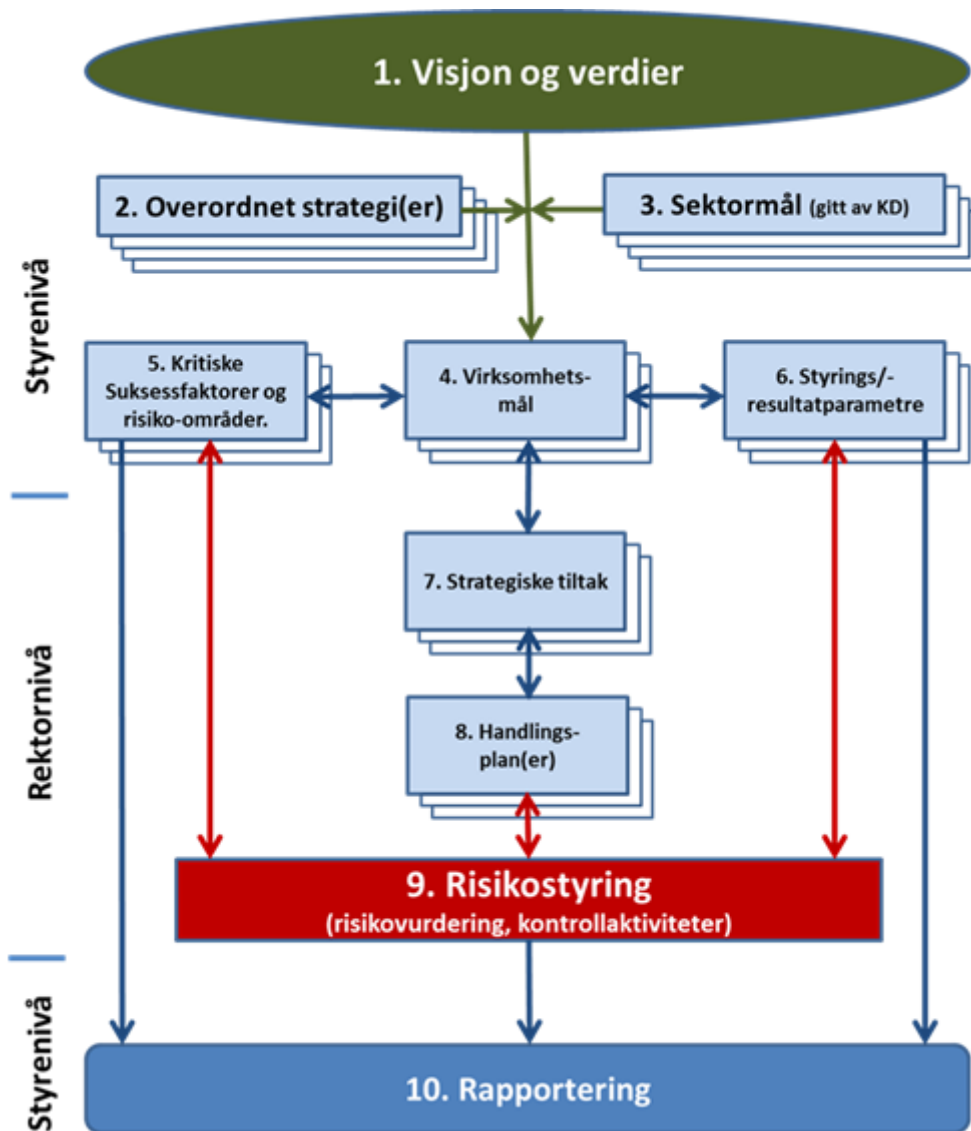 1. Visjon og verdier
2. Overordnet strategi(er)
3. Sektormål (gitt av KD)
Styrenivå
5. Kritiske
Suksessfaktorer og
risiko-områder.
4. Virksomhets-
mål
6. Styrings/-
resultatparametre
Rektornivå
7. Strategiske tiltak
8. Handlings-
plan(er)
9. Risikostyring
(risikovurdering, kontrollaktiviteter)
Styrenivå
10. Rapportering